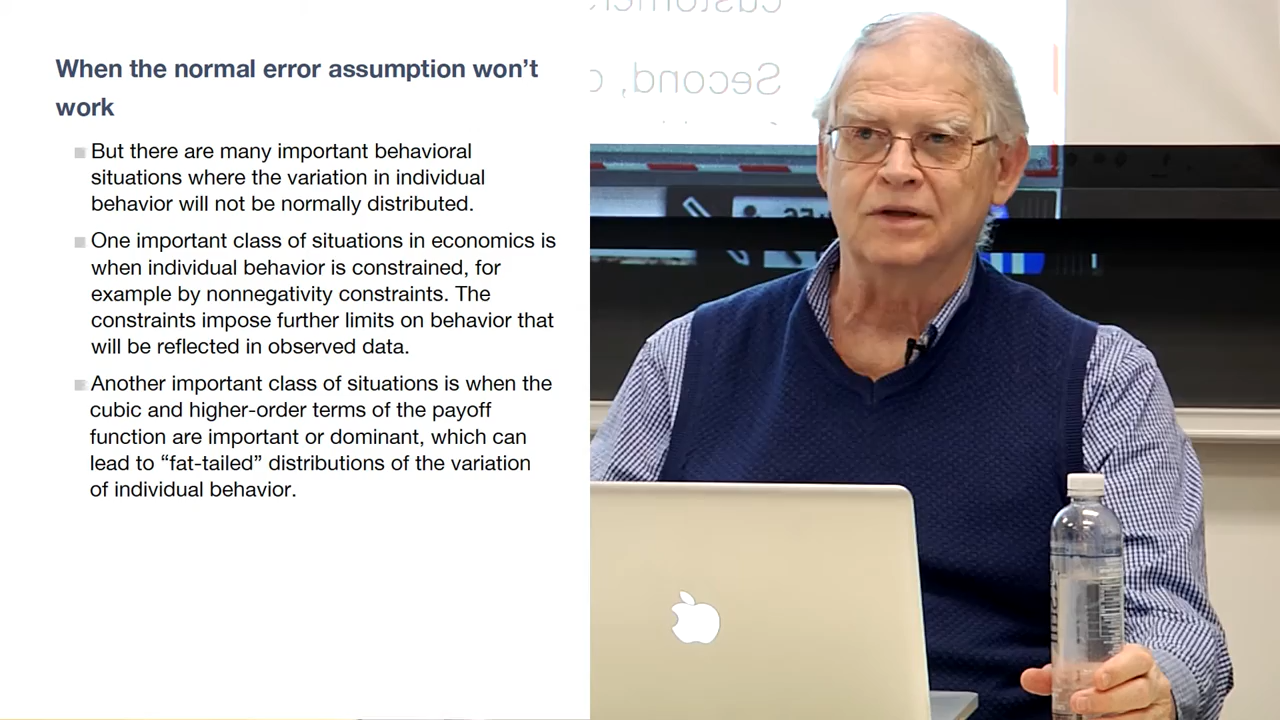 When the normal error assumption won’t
work
But there are many important behavioral
situations where the variation in individual
behavior will not be normally distributed.
One important class of situations in economics is
when individual behavior is constrained, for
example by nonnegativity constraints. The
constraints impose further limits on behavior that
will be reflected in observed data.
Another important class of situations is when the
cubic and higher-order terms of the payoff
function are important or dominant, which can
lead to “fat-tailed” distributions of the variation
of individual behavior.
customers
Second,